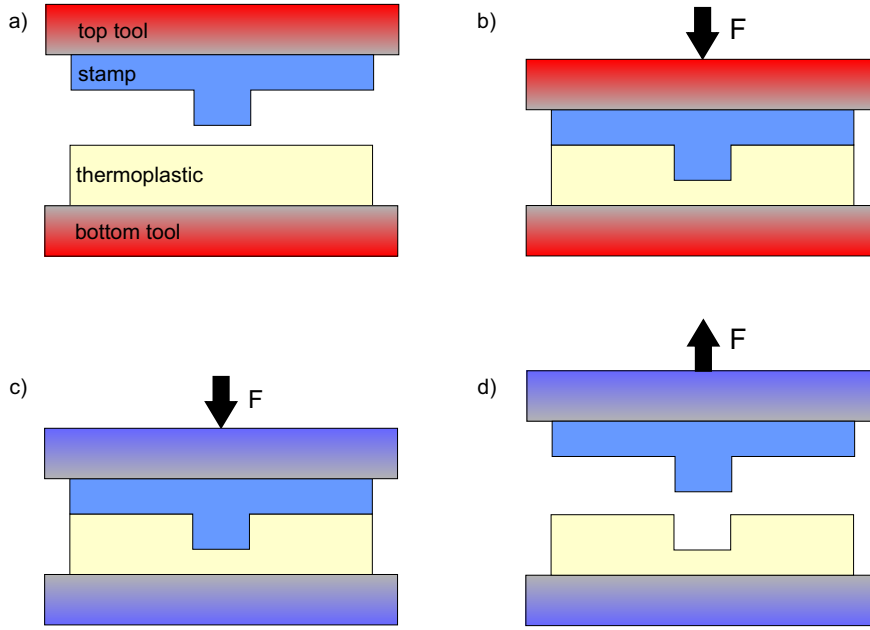 a)
top tool
stamp
thermoplastic
bottom tool
b)
F
c)
F
d)
F